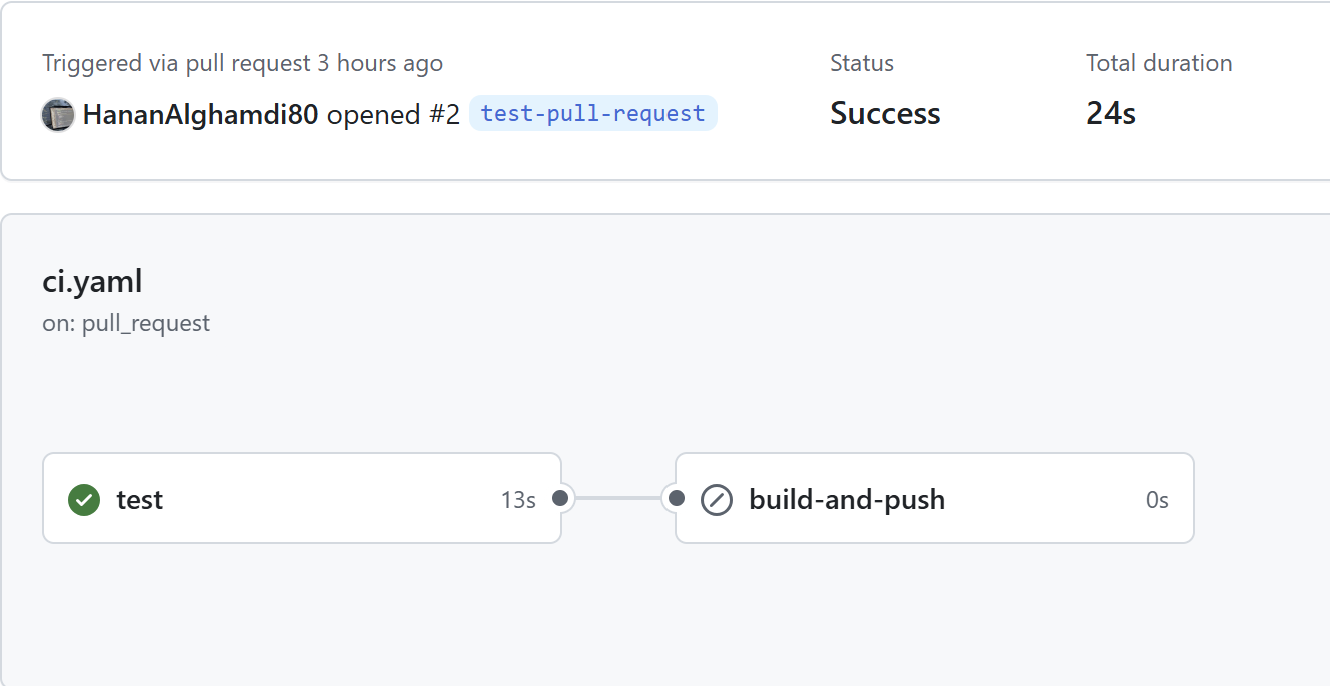 Triggered via pull request 3 hours ago
HananAlghamdi80 opened #2 test-pull-request
Status
Success
Total duration
24s
ci.yaml
on: pull_request
test 13s
build-and-push 0s